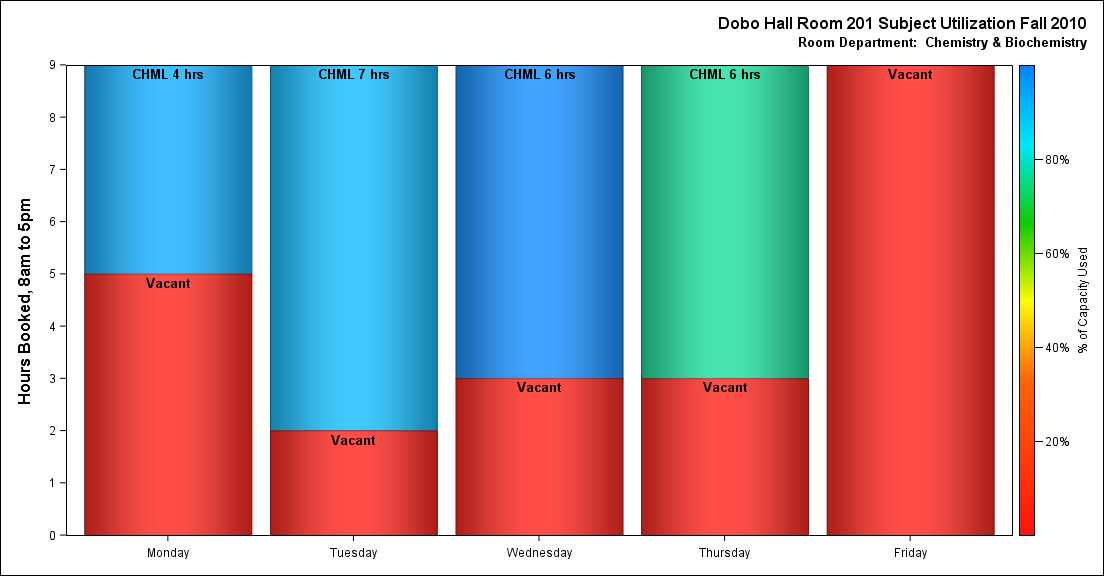 Dobo Hall Room 201 Subject Utilization Fall 2010
Room Department:  Chemistry & Biochemistry
Hours Booked, 8am to 5pm
9
8
7
6
5
4
3
2
1
0
CHML 4 hrs
Vacant
CHML 7 hrs
Vacant
CHML 6 hrs
Vacant
CHML 6 hrs
Vacant
Vacant
Monday
Tuesday
Wednesday
Thursday
Friday
80%
60%
40%
20%
% of Capacity Used